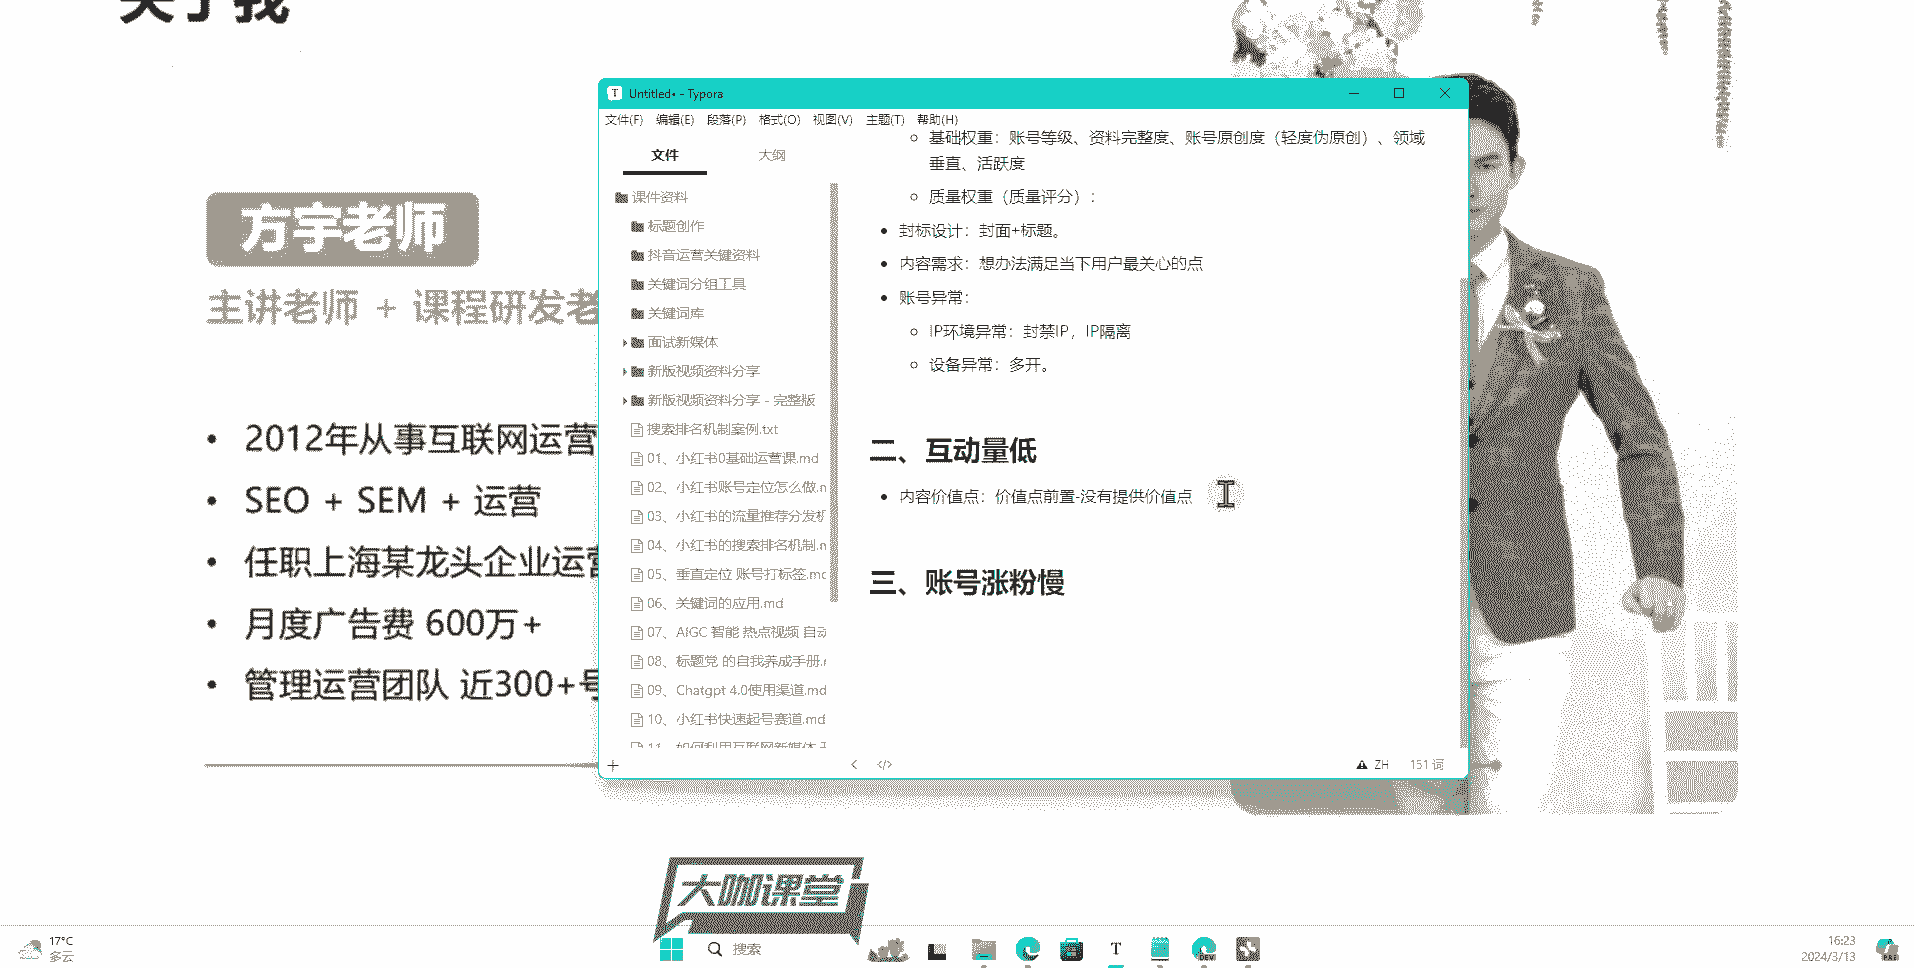 关于我
方宇老师
主讲老师 + 课程研发老
• 2012年从事互联网运营
• SEO + SEM + 运营
• 任职上海某龙头企业运营
• 月度广告费 600万+
• 管理运营团队 近300+号
Untitled• - Typora
文件(F) 编辑(E) 段落(P) 格式(O) 视图(V) 主题(T) 帮助(H)
文件 大纲
课件资料
标题创作
抖音运营关键资料
关键词分组工具
关键词库
面试新媒体
新版视频资料分享
新版视频资料分享 - 完整版
搜索排名机制案例.txt
01、小红书0基础运营课.md
02、小红书账号定位怎么做.m
03、小红书的流量推荐分发机
04、小红书的搜索排名机制.m
05、垂直定位 账号打标签.md
06、关键词的应用.md
07、AIGC 智能 热点视频 自动
08、标题党 的自我养成手册.m
09、Chatgpt 4.0使用渠道.md
10、小红书快速起号赛道.md
11、如何利用互联网新媒体
基础权重：账号等级、资料完整度、账号原创度（轻度伪原创）、领域
垂直、活跃度
质量权重（质量评分）：
• 封标设计：封面+标题。
• 内容需求：想办法满足当下用户最关心的点
• 账号异常：
IP环境异常：封禁IP，IP隔离
设备异常：多开。
二、互动量低
• 内容价值点：价值点前置-没有提供价值点
三、账号涨粉慢
ZH 151 词
大咖课堂
17°C
多云
搜索
T
DEV
16:23
2024/3/13
PRE